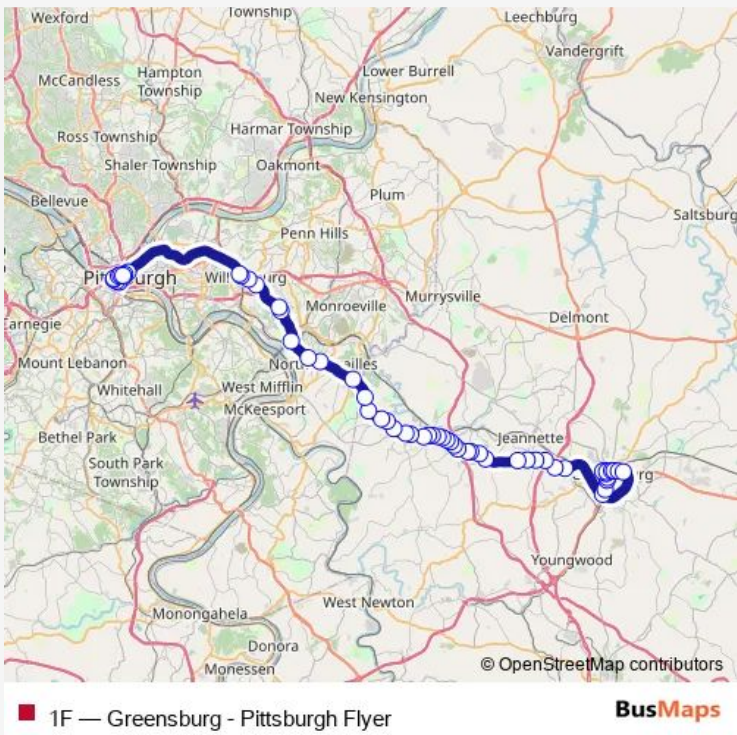 Wexford
Township
Leechburg
Vandergrift
McCandless
Hampton
Township
Lower Burrell
New Kensington
Ross Township
Harmar Township
Shaler Township
Oakmont
Bellevue
Plum
Saltsburg
Penn Hills
Monroeville
Murrysville
Delmont
Carnegie
Mount Lebanon
Whitehall
West Mifflin
McKeesport
Bethel Park
Jeannette
South Park
Township
Youngwood
West Newton
Monongahela
Donora
Monessen
© OpenStreetMap contributors
1F — Greensburg - Pittsburgh Flyer
BusMaps